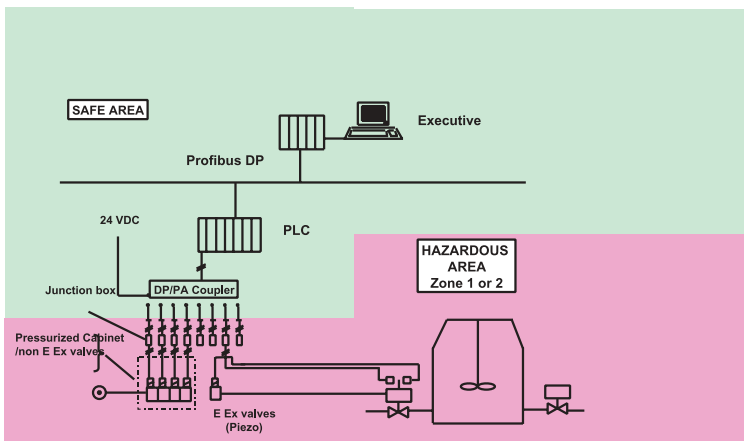 SAFE AREA
Executive
Profibus DP
24 VDC
PLC
HAZARDOUS
AREA
Zone 1 or 2
Junction box
DP/PA Coupler
Pressurized Cabinet
/non E Ex valves
E Ex valves
(Piezo)